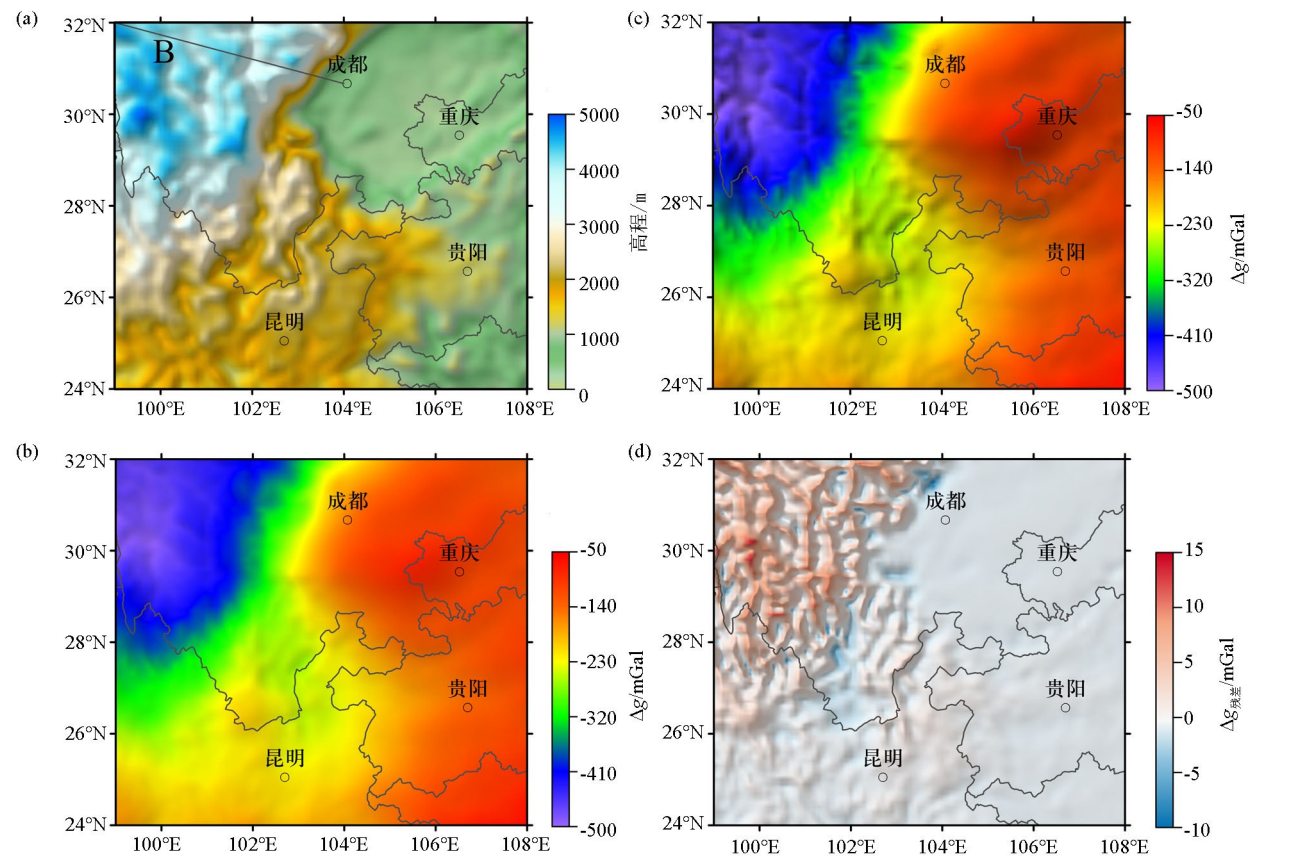 (a)
32°N
30°N
28°N
26°N
24°N
100°E
102°E
104°E
106°E
108°E
B
成都
重庆
贵阳
昆明
5000
4000
3000
2000
1000
0
高程/m
(c)
32°N
30°N
28°N
26°N
24°N
100°E
102°E
104°E
106°E
108°E
成都
重庆
贵阳
昆明
-50
-140
-230
-320
-410
-500
Δg/mGal
(b)
32°N
30°N
28°N
26°N
24°N
100°E
102°E
104°E
106°E
108°E
成都
重庆
贵阳
昆明
-50
-140
-230
-320
-410
-500
Δg/mGal
(d)
32°N
30°N
28°N
26°N
24°N
100°E
102°E
104°E
106°E
108°E
成都
重庆
贵阳
昆明
15
10
5
0
-5
-10
Δg残差/mGal